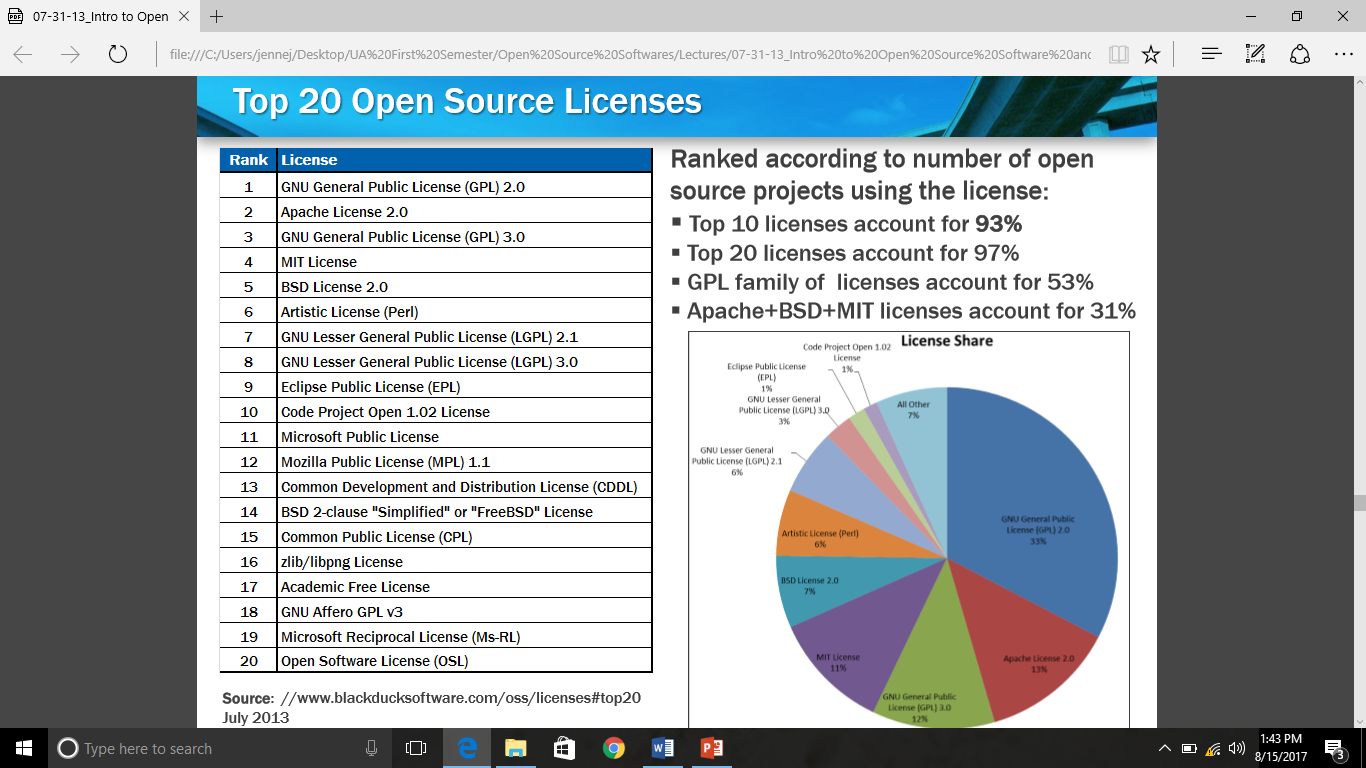 07-31-13_Intro to Open
file:///C:/Users/jennej/Desktop/UA%20First%20Semester/Open%20Source%20Softwares/Lectures/07-31-13_Intro%20to%20Open%20Source%20Software%20anc
Top 20 Open Source Licenses
Rank License
1 GNU General Public License (GPL) 2.0
2 Apache License 2.0
3 GNU General Public License (GPL) 3.0
4 MIT License
5 BSD License 2.0
6 Artistic License (Perl)
7 GNU Lesser General Public License (LGPL) 2.1
8 GNU Lesser General Public License (LGPL) 3.0
9 Eclipse Public License (EPL)
10 Code Project Open 1.02 License
11 Microsoft Public License
12 Mozilla Public License (MPL) 1.1
13 Common Development and Distribution License (CDDL)
14 BSD 2-clause "Simplified" or "FreeBSD" License
15 Common Public License (CPL)
16 zlib/libpng License
17 Academic Free License
18 GNU Affero GPL v3
19 Microsoft Reciprocal License (Ms-RL)
20 Open Software License (OSL)
Source: //www.blackducksoftware.com/oss/licenses#top20
July 2013
Ranked according to number of open
source projects using the license:
▪ Top 10 licenses account for 93%
▪ Top 20 licenses account for 97%
▪ GPL family of licenses account for 53%
▪ Apache+BSD+MIT licenses account for 31%
License Share
Code Project Open 1.02
License
1%
Eclipse Public License
(EPL)
1%
GNU Lesser General
Public License (LGPL) 3.0
3%
All Other
7%
GNU Lesser General
Public License (LGPL) 2.1
6%
GNU General Public
License (GPL) 2.0
33%
Artistic License (Perl)
6%
BSD License 2.0
7%
MIT License
11%
Apache License 2.0
13%
GNU General Public
License (GPL) 3.0
12%
Type here to search
1:43 PM
8/15/2017
3